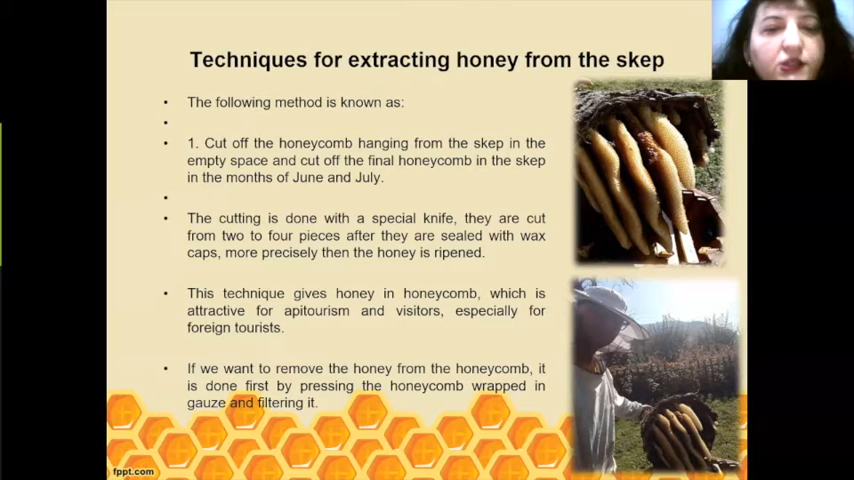 Techniques for extracting honey from the skep
• The following method is known as:
•
• 1. Cut off the honeycomb hanging from the skep in the
empty space and cut off the final honeycomb in the skep
in the months of June and July.
•
• The cutting is done with a special knife, they are cut
from two to four pieces after they are sealed with wax
caps, more precisely then the honey is ripened.
• This technique gives honey in honeycomb, which is
attractive for apitourism and visitors, especially for
foreign tourists.
• If we want to remove the honey from the honeycomb, it
is done first by pressing the honeycomb wrapped in
gauze and filtering it.
fppt.com